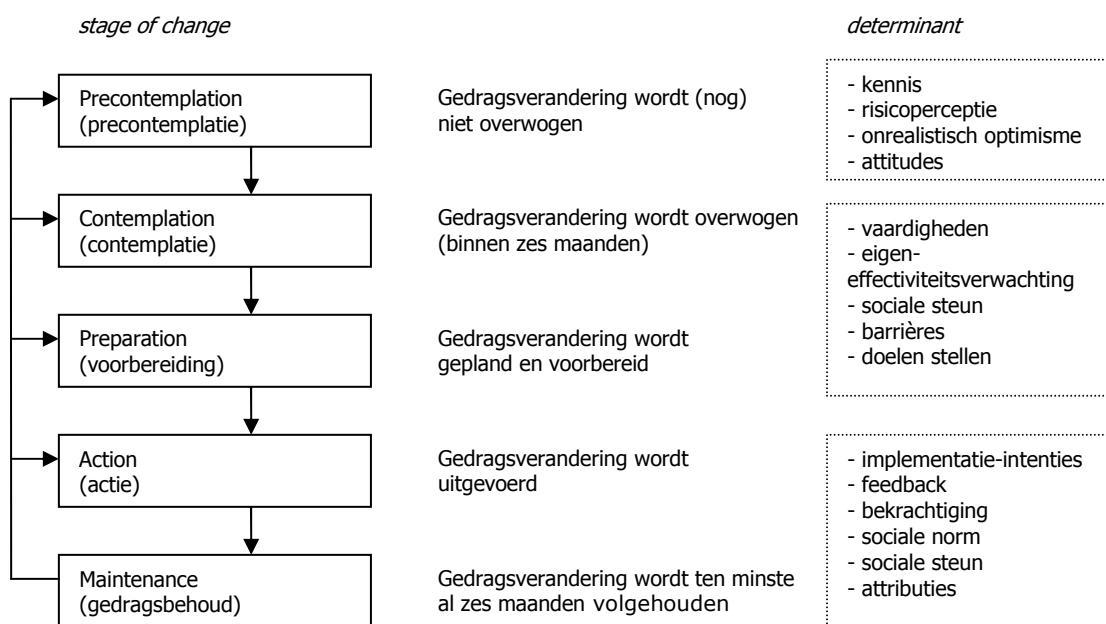 stage of change
determinant
Precontemplation
(precontemplatie)
Gedragsverandering wordt (nog)
niet overwogen
- kennis
- risicoperceptie
- onrealistisch optimisme
- attitudes
Contemplation
(contemplatie)
Gedragsverandering wordt overwogen
(binnen zes maanden)
- vaardigheden
- eigen-
effectiviteitsverwachting
- sociale steun
- barrières
- doelen stellen
Preparation
(voorbereiding)
Gedragsverandering wordt
gepland en voorbereid
Action
(actie)
Gedragsverandering wordt
uitgevoerd
- implementatie-intenties
- feedback
- bekrachtiging
- sociale norm
- sociale steun
- attributies
Maintenance
(gedragsbehoud)
Gedragsverandering wordt ten minste
al zes maanden volgehouden